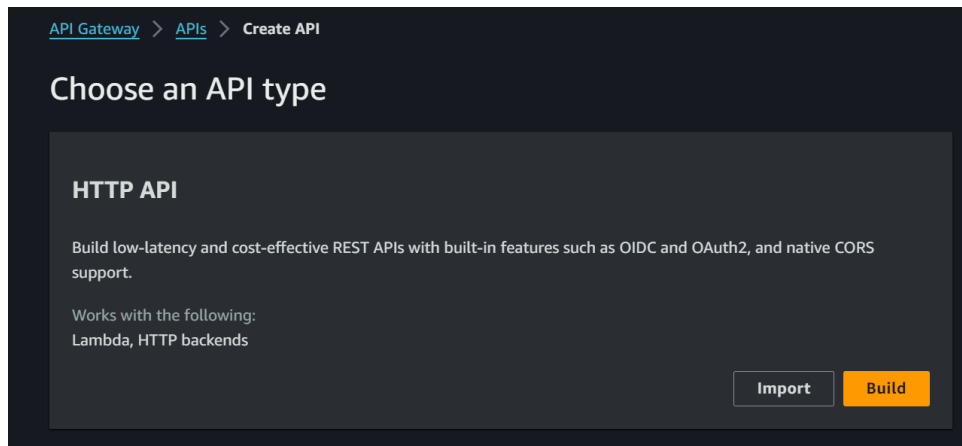 API Gateway > APIs > Create API
Choose an API type
HTTP API
Build low-latency and cost-effective REST APIs with built-in features such as OIDC and OAuth2, and native CORS
support.
Works with the following:
Lambda, HTTP backends
Import Build